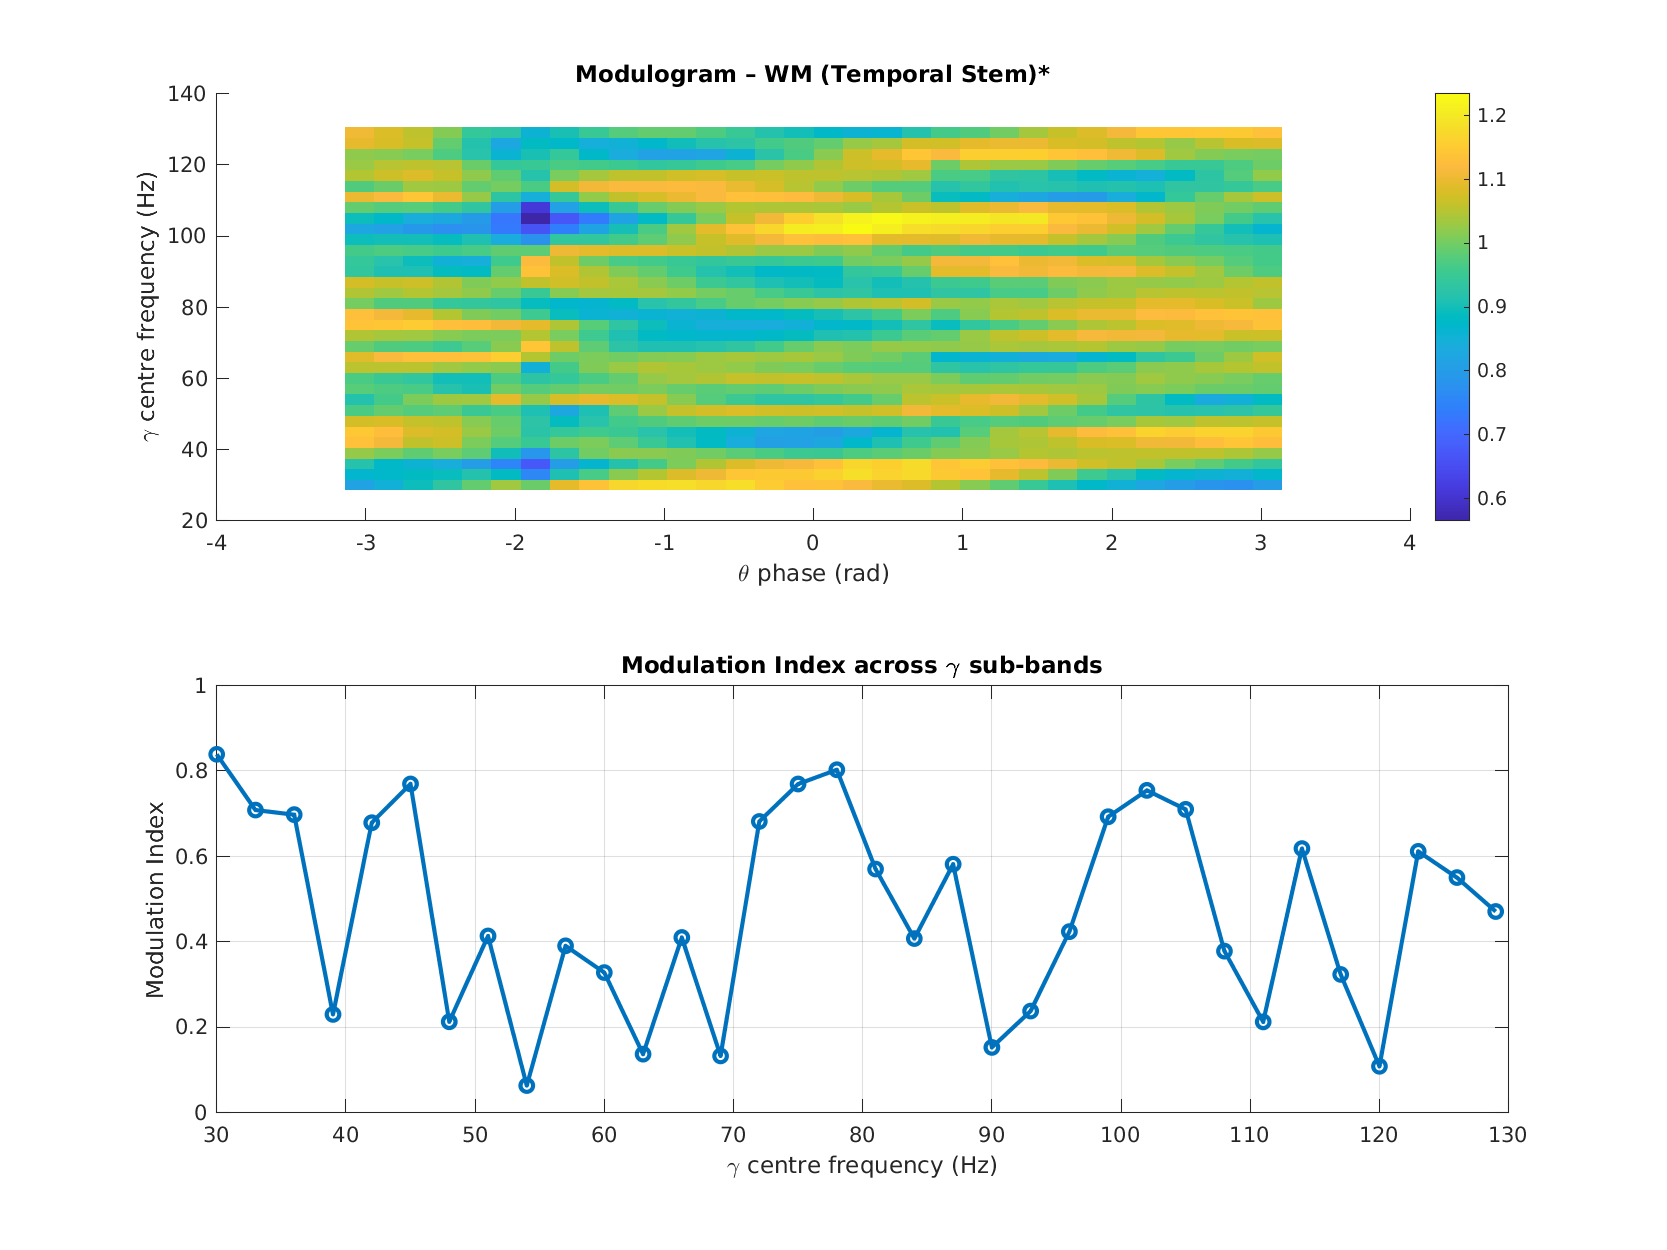 Modulogram – WM (Temporal Stem)*
140
120
100
80
60
40
20
γ centre frequency (Hz)
-4 -3 -2 -1 0 1 2 3 4
θ phase (rad)
1.2
1.1
1
0.9
0.8
0.7
0.6
Modulation Index across γ sub-bands
1
0.8
0.6
0.4
0.2
0
Modulation Index
30 40 50 60 70 80 90 100 110 120 130
γ centre frequency (Hz)